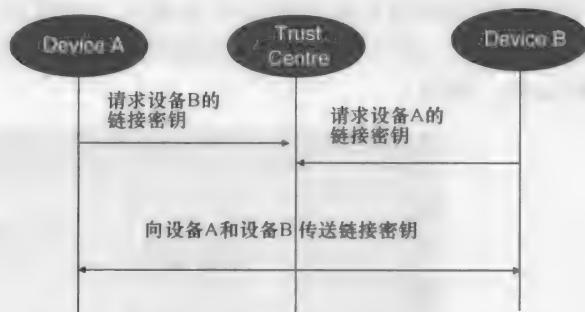 Device A
Trust
Centre
Device B
请求设备B的
链接密钥
请求设备A的
链接密钥
向设备A和设备B传送链接密钥